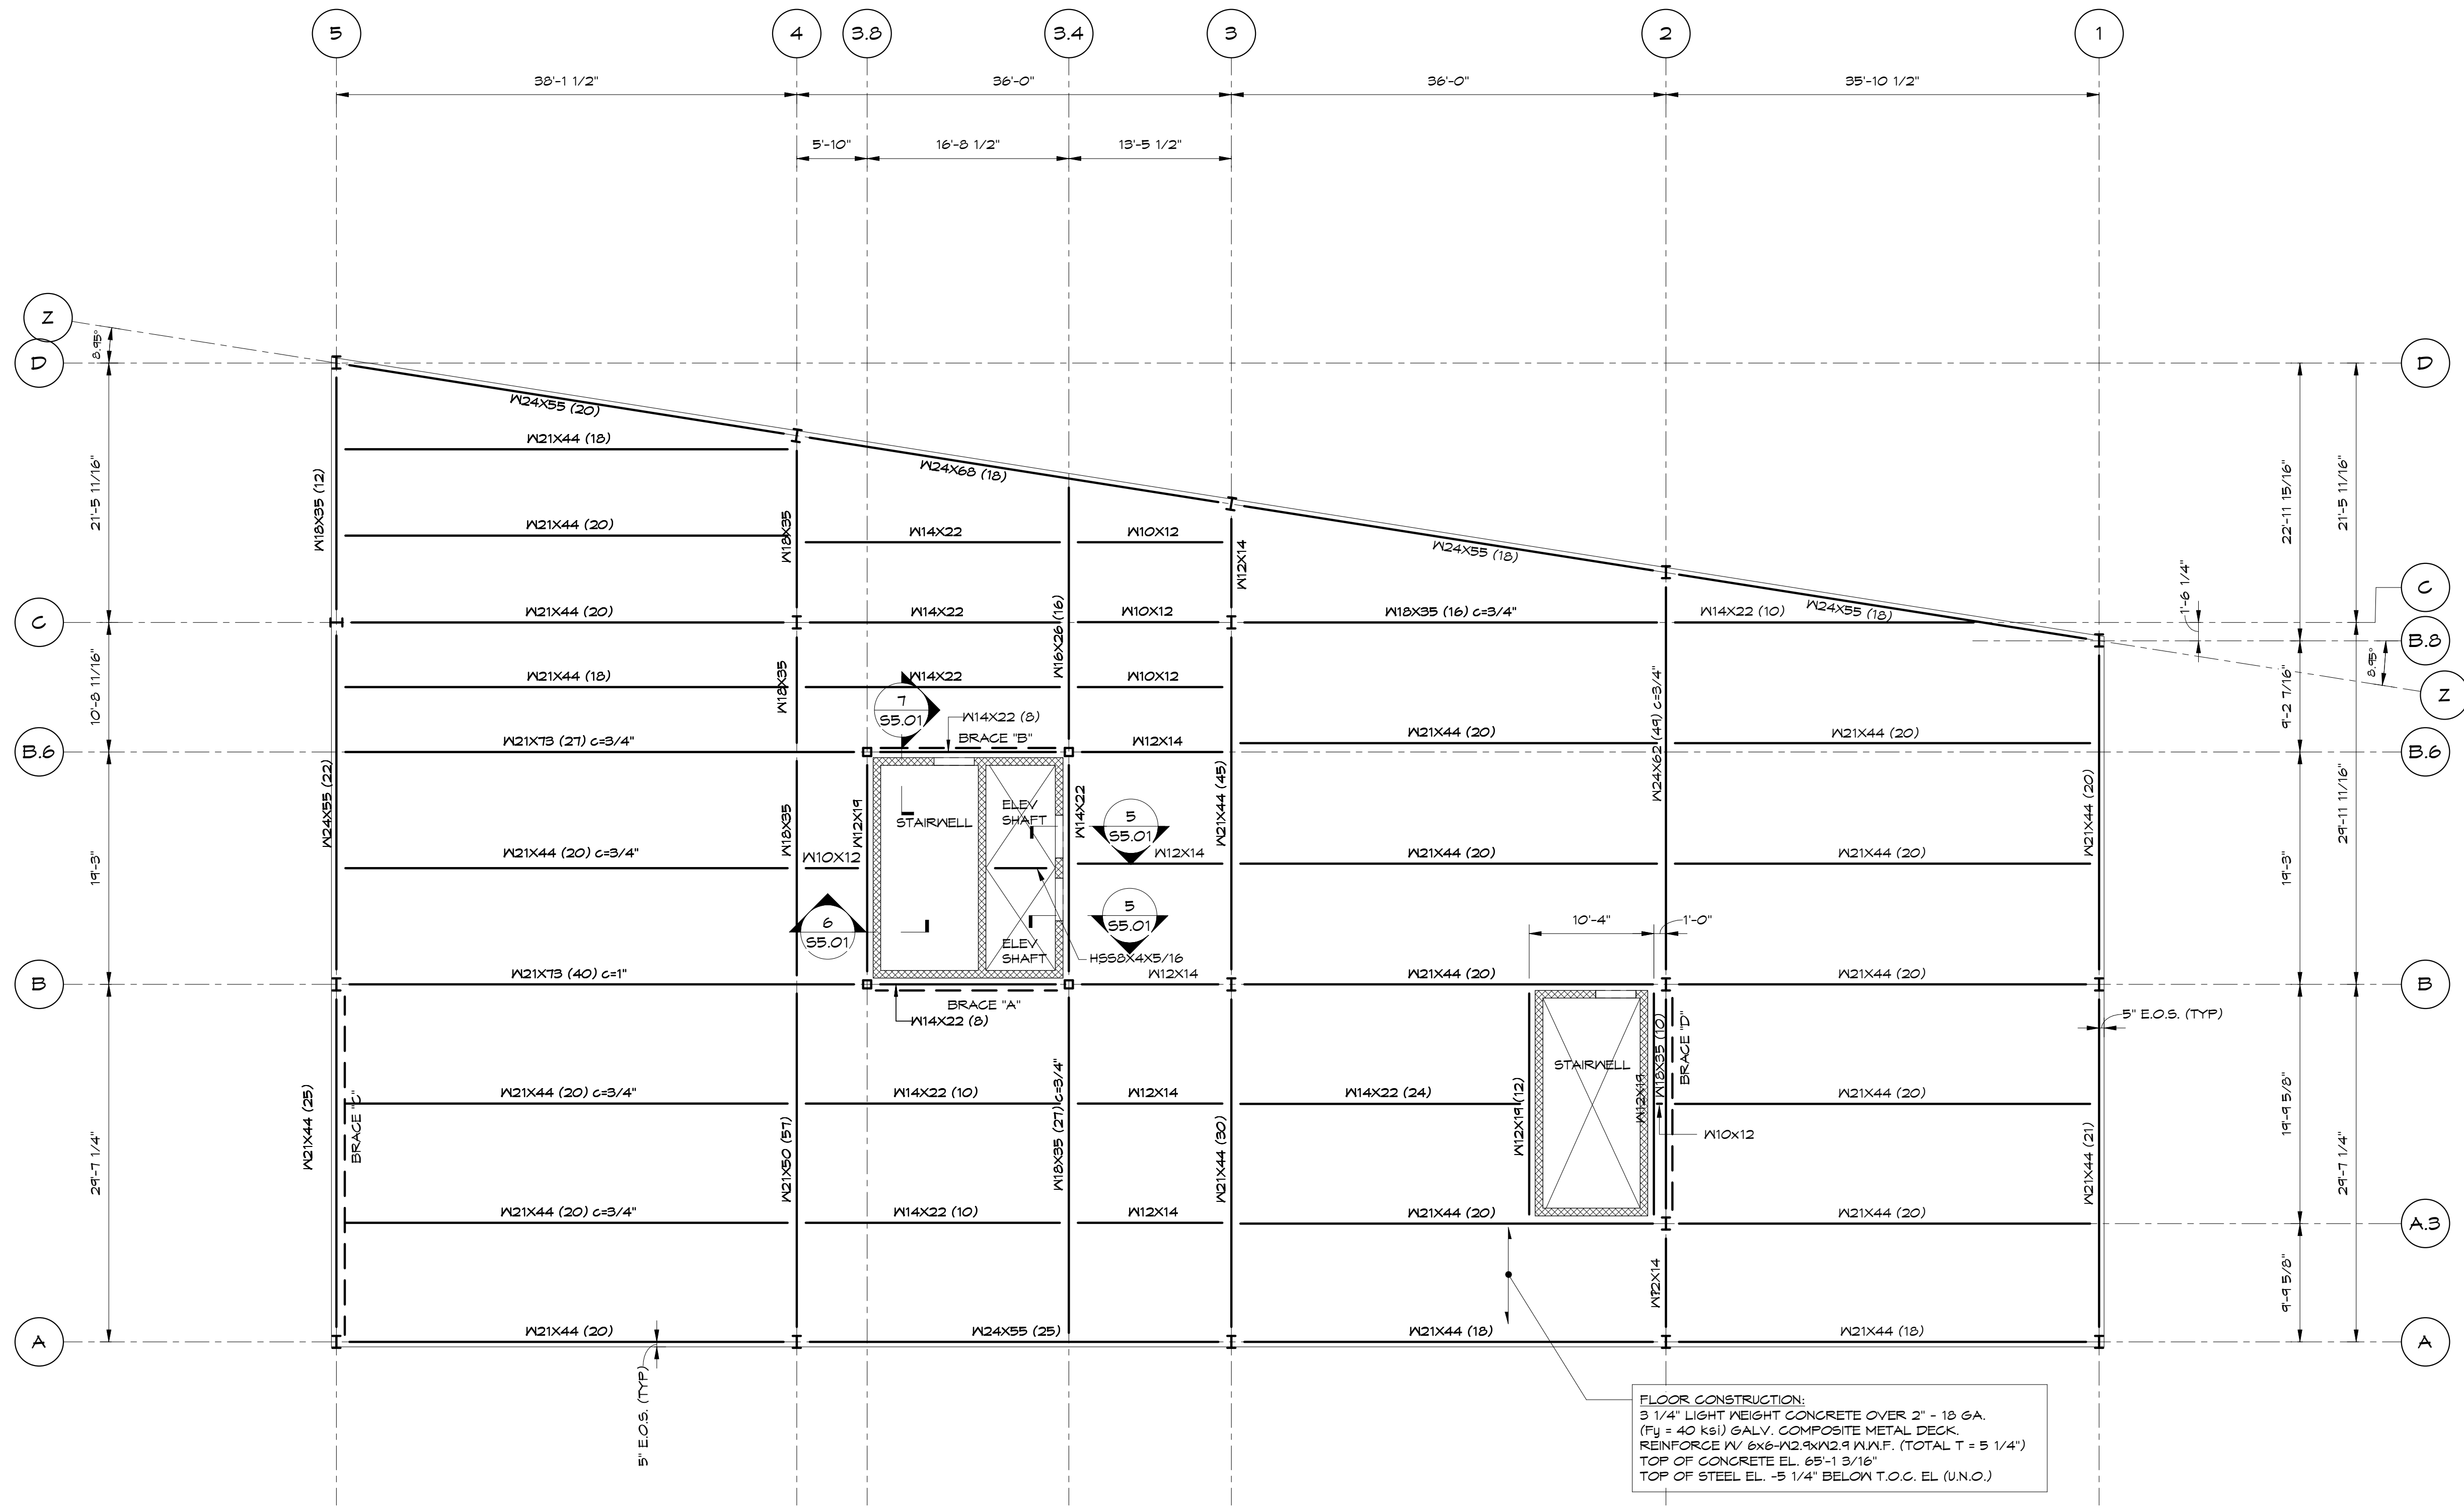 5
4
3.8
3.4
3
2
1
38'-1 1/2"
36'-0"
36'-0"
35'-10 1/2"
5'-10"
16'-8 1/2"
13'-5 1/2"
Z
8.95°
D
D
W24X55 (20)
W21X44 (18)
W24X68 (18)
21'-5 11/16"
W18X35 (12)
W21X44 (20)
W18X35
W14X22
W10X12
W12X14
W24X55 (18)
22'-11 15/16"
21'-5 11/16"
C
W21X44 (20)
W14X22
W16X26 (16)
W10X12
W18X35 (16) c=3/4"
W14X22 (10)
W24X55 (18)
1'-6 1/4"
C
B.8
8.95°
Z
10'-8 11/16"
W21X44 (18)
W18X35
W14X22
W10X12
7
S5.01
W14X22 (8)
BRACE "B"
W24X62 (49) c=3/4"
9'-2 7/16"
B.6
W21X73 (27) c=3/4"
W12X14
W21X44 (20)
W21X44 (20)
B.6
29'-11 11/16"
19'-3"
W24X55 (22)
W21X44 (20) c=3/4"
W18X35
W10X12
W12X19
STAIRWELL
ELEV
SHAFT
W14X22
5
S5.01
W12X14
W21X44 (45)
W21X44 (20)
W21X44 (20)
W21X44 (20)
19'-3"
6
S5.01
ELEV
SHAFT
5
S5.01
HSS8X4X5/16
10'-4"
1'-0"
B
W21X73 (40) c=1"
W12X14
W21X44 (20)
W21X44 (20)
B
BRACE "A"
W14X22 (8)
5" E.O.S. (TYP)
29'-7 1/4"
W21X44 (25)
BRACE "C"
W21X44 (20) c=3/4"
W21X50 (57)
W14X22 (10)
W18X35 (27) c=3/4"
W12X14
W21X44 (30)
W14X22 (24)
W12X19 (12)
STAIRWELL
W12X19
W18X35 (10)
BRACE "D"
W10x12
W21X44 (20)
W21X44 (21)
19'-9 5/8"
29'-7 1/4"
W21X44 (20) c=3/4"
W14X22 (10)
W12X14
W21X44 (20)
W21X44 (20)
A.3
W12X14
9'-9 5/8"
A
W21X44 (20)
W24X55 (25)
W21X44 (18)
W21X44 (18)
A
5" E.O.S. (TYP)
FLOOR CONSTRUCTION:
3 1/4" LIGHT WEIGHT CONCRETE OVER 2" - 18 GA.
(Fy = 40 ksi) GALV. COMPOSITE METAL DECK.
REINFORCE W/ 6x6-W2.9xW2.9 W.W.F. (TOTAL T = 5 1/4")
TOP OF CONCRETE EL. 65'-1 3/16"
TOP OF STEEL EL. -5 1/4" BELOW T.O.C. EL (U.N.O.)